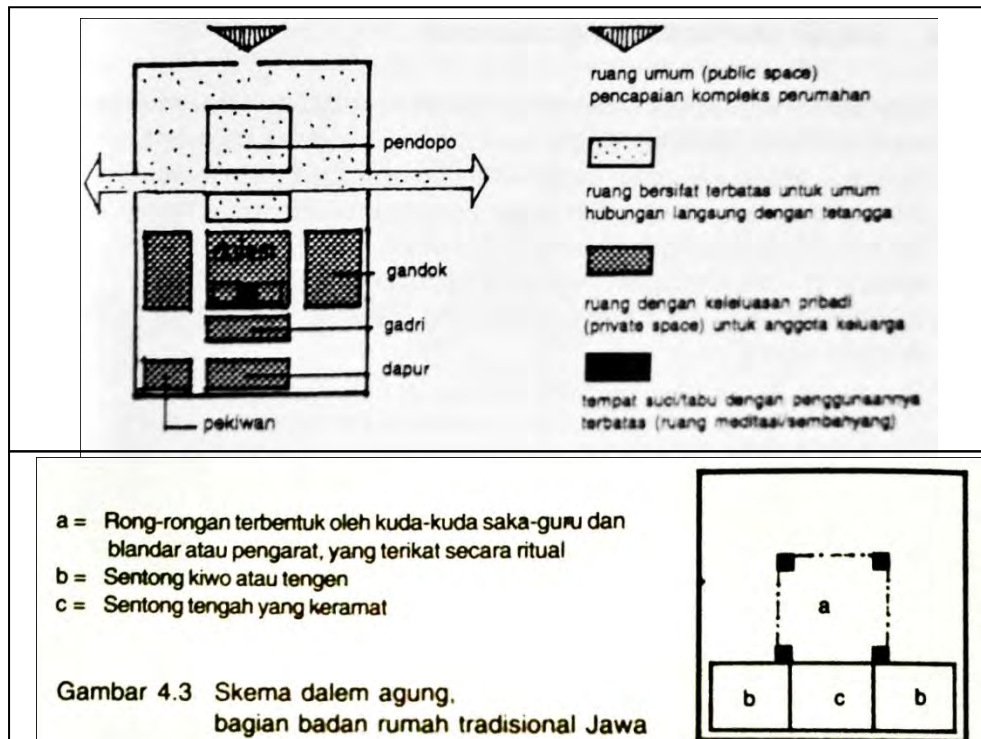 pendopo
gandok
gadri
dapur
pekiwan
ruang umum (public space)
pencapaian kompleks perumahan
ruang bersifat terbatas untuk umum
hubungan langsung dengan tetangga
ruang dengan keleluasan pribadi
(private space) untuk anggota keluarga
tempat suci/tabu dengan penggunaannya
terbatas (ruang meditasi/sembahyang)
a = Rong-rongan terbentuk oleh kuda-kuda saka-guru dan
blandar atau pengarat, yang terikat secara ritual
b = Sentong kiwo atau tengen
c = Sentong tengah yang keramat
Gambar 4.3 Skema dalem agung,
bagian badan rumah tradisional Jawa
a
b
c
b